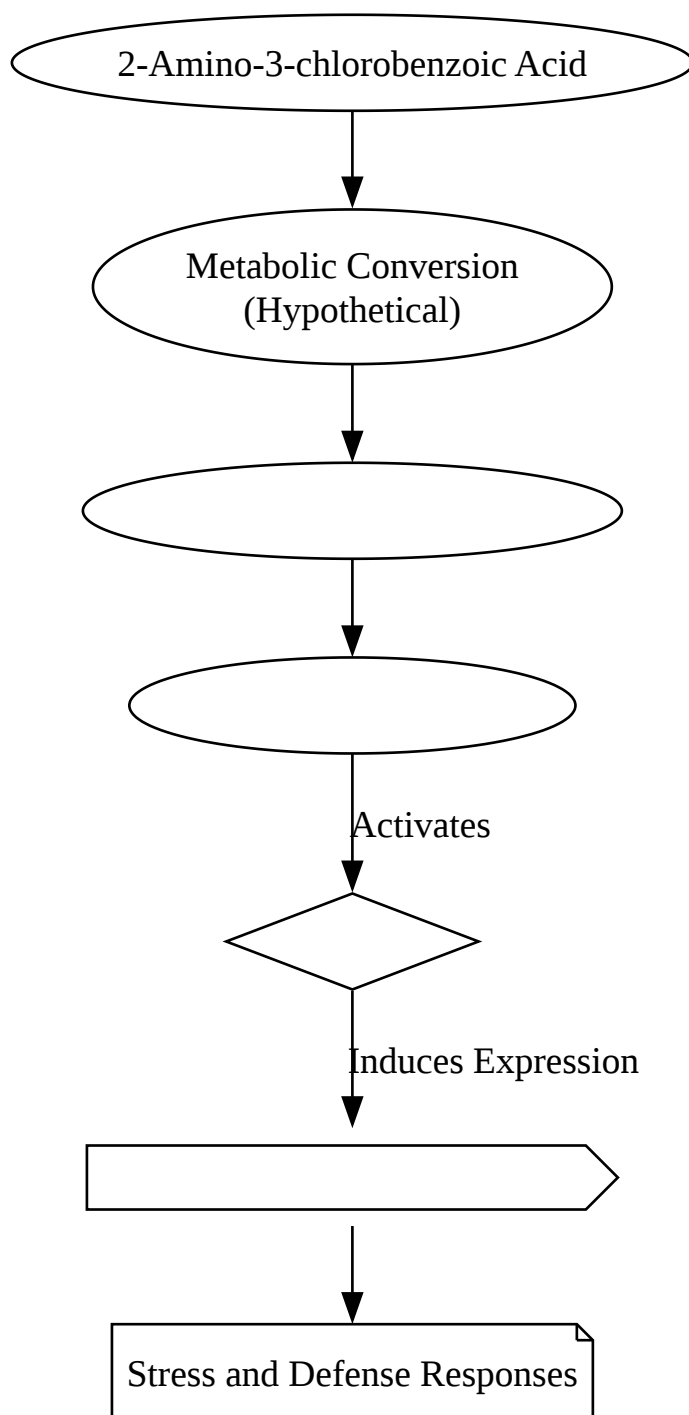 2-Amino-3-chlorobenzoic Acid
Metabolic Conversion
(Hypothetical)
Activates
Induces Expression
Stress and Defense Responses